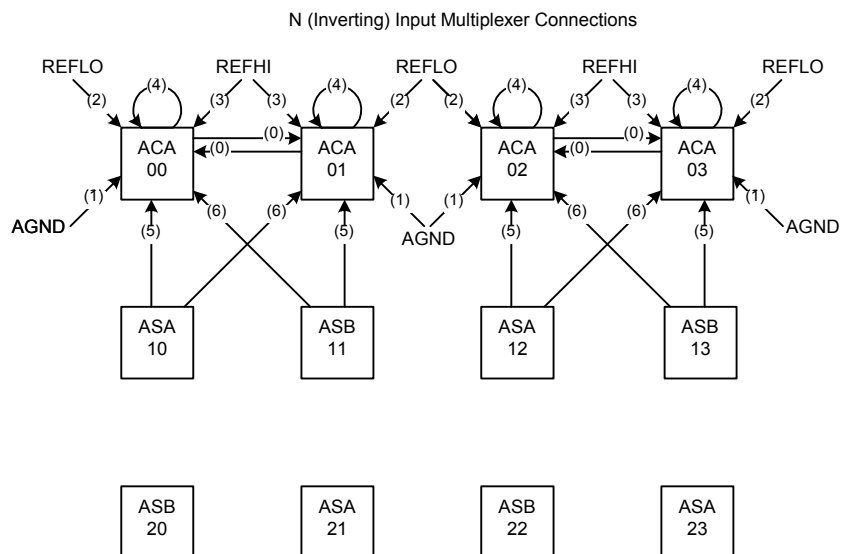 N (Inverting) Input Multiplexer Connections
REFLO REFHI REFLO REFHI REFLO
(4) (4) (4) (4)
(2) (3) (3) (2) (2) (3) (3) (2)
(0) (0)
ACA 00
ACA 01
ACA 02
ACA 03
(0) (0)
(1) (1) (1) (1)
AGND AGND AGND
(6) (6) (6) (6)
(5) (5) (5) (5)
ASA 10
ASB 11
ASA 12
ASB 13
ASB 20
ASA 21
ASB 22
ASA 23